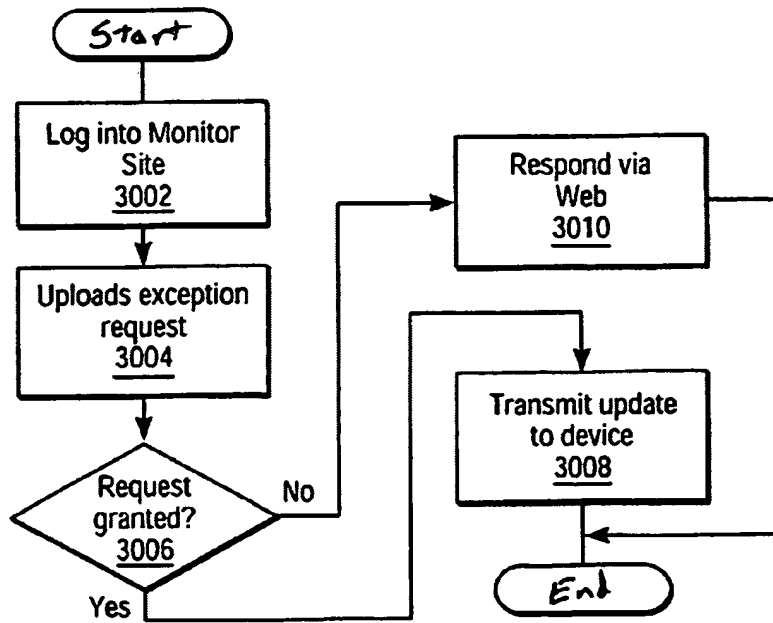 Start
Log into Monitor
Site
3002
Uploads exception
request
3004
Request
granted?
3006
No
Yes
Respond via
Web
3010
Transmit update
to device
3008
End